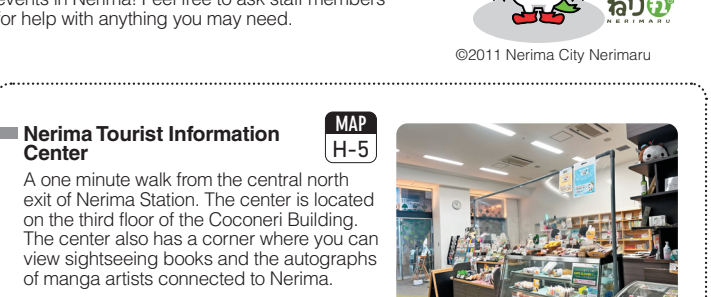 events in Nerima! Feel free to ask staff members
for help with anything you may need.
ねり丸
NERIMARU
©2011 Nerima City Nerimaru
Nerima Tourist Information
Center
MAP
H-5
A one minute walk from the central north
exit of Nerima Station. The center is located
on the third floor of the Coconeri Building.
The center also has a corner where you can
view sightseeing books and the autographs
of manga artists connected to Nerima.